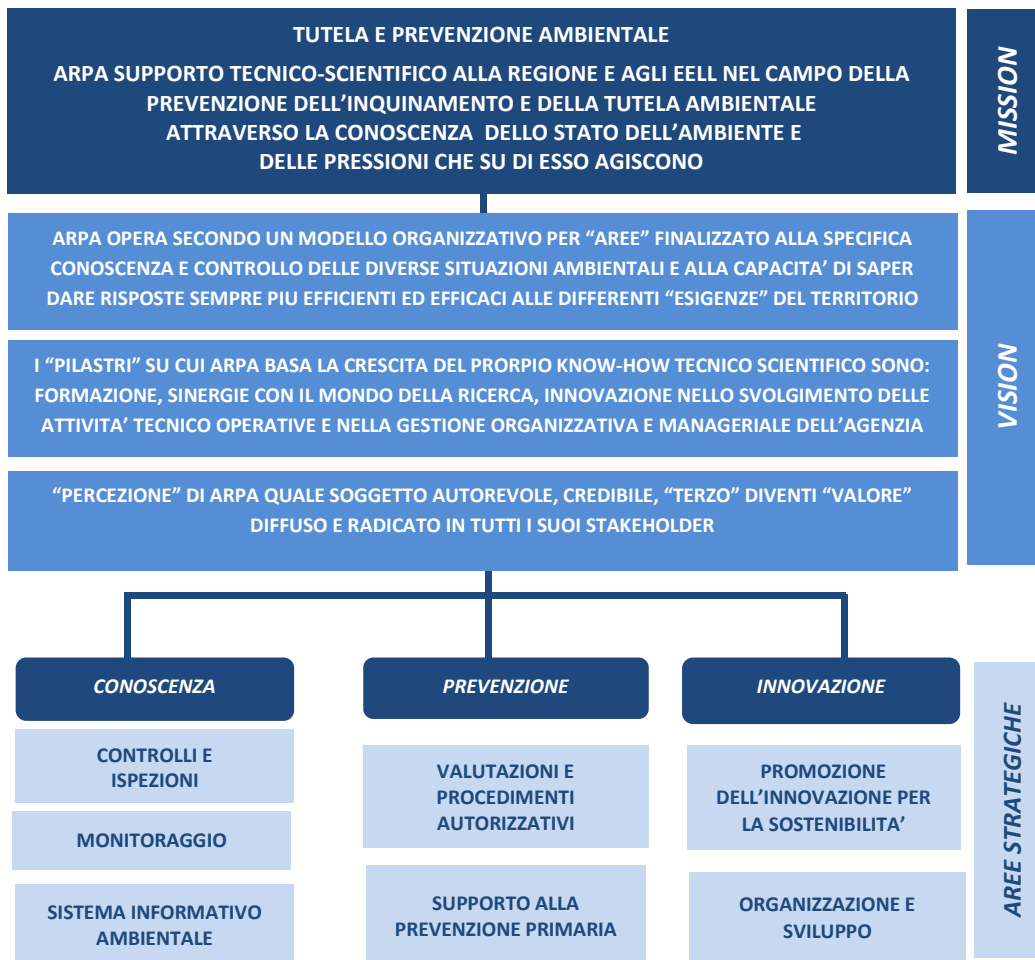 TUTELA E PREVENZIONE AMBIENTALE
ARPA SUPPORTO TECNICO-SCIENTIFICO ALLA REGIONE E AGLI EELL NEL CAMPO DELLA
PREVENZIONE DELL'INQUINAMENTO E DELLA TUTELA AMBIENTALE
ATTRAVERSO LA CONOSCENZA DELLO STATO DELL'AMBIENTE E
DELLE PRESSIONI CHE SU DI ESSO AGISCONO
MISSION
ARPA OPERA SECONDO UN MODELLO ORGANIZZATIVO PER “AREE” FINALIZZATO ALLA SPECIFICA
CONOSCENZA E CONTROLLO DELLE DIVERSE SITUAZIONI AMBIENTALI E ALLA CAPACITA’ DI SAPER
DARE RISPOSTE SEMPRE PIU EFFICIENTI ED EFFICACI ALLE DIFFERENTI “ESIGENZE” DEL TERRITORIO
I “PILASTRI” SU CUI ARPA BASA LA CRESCITA DEL PRORPIO KNOW-HOW TECNICO SCIENTIFICO SONO:
FORMAZIONE, SINERGIE CON IL MONDO DELLA RICERCA, INNOVAZIONE NELLO SVOLGIMENTO DELLE
ATTIVITA’ TECNICO OPERATIVE E NELLA GESTIONE ORGANIZZATIVA E MANAGERIALE DELL’AGENZIA
“PERCEZIONE” DI ARPA QUALE SOGGETTO AUTOREVOLE, CREDIBILE, “TERZO” DIVENTI “VALORE”
DIFFUSO E RADICATO IN TUTTI I SUOI STAKEHOLDER
VISION
CONOSCENZA
CONTROLLI E
ISPEZIONI
MONITORAGGIO
SISTEMA INFORMATIVO
AMBIENTALE
PREVENZIONE
VALUTAZIONI E
PROCEDIMENTI
AUTORIZZATIVI
SUPPORTO ALLA
PREVENZIONE PRIMARIA
INNOVAZIONE
PROMOZIONE
DELL’INNOVAZIONE PER
LA SOSTENIBILITA’
ORGANIZZAZIONE E
SVILUPPO
AREE STRATEGICHE